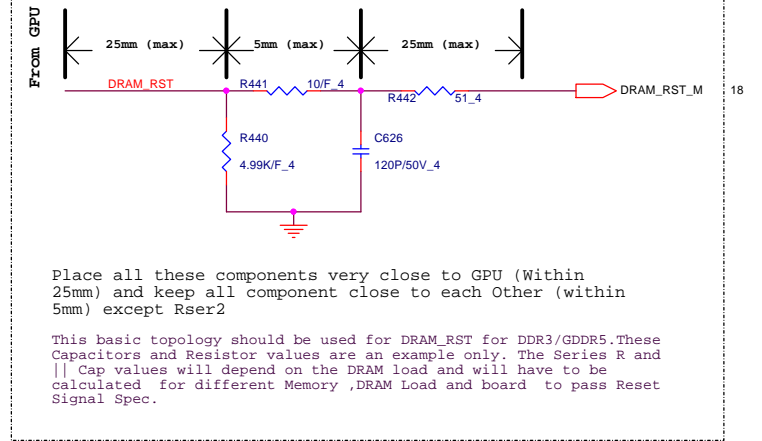 From GPU
25mm (max)
5mm (max)
25mm (max)
DRAM_RST
R441
10/F_4
R442
51_4
DRAM_RST_M
18
R440
4.99K/F_4
C626
120P/50V_4
Place all these components very close to GPU (Within
25mm) and keep all component close to each Other (within
5mm) except Rser2
This basic topology should be used for DRAM_RST for DDR3/GDDR5.These
Capacitors and Resistor values are an example only. The Series R and
|| Cap values will depend on the DRAM load and will have to be
calculated for different Memory ,DRAM Load and board to pass Reset
Signal Spec.